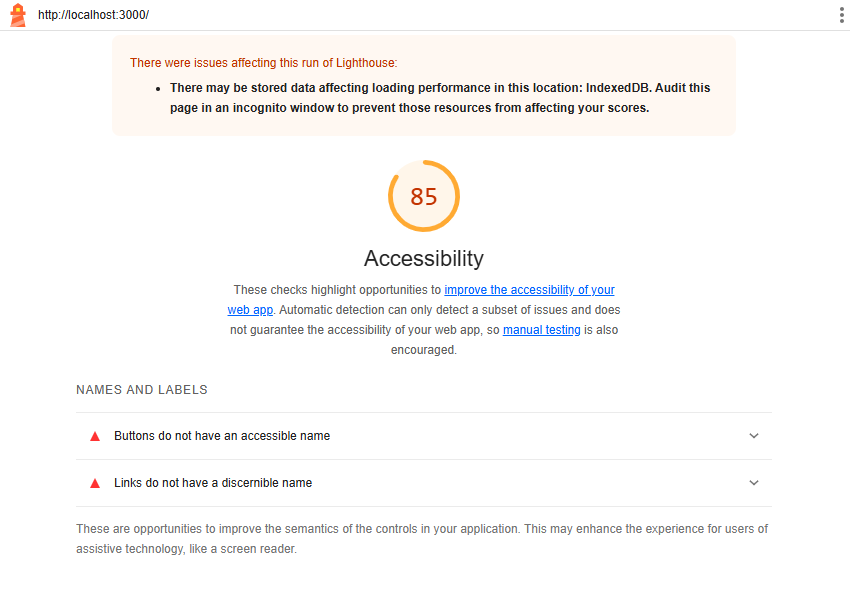 http://localhost:3000/
There were issues affecting this run of Lighthouse:
• There may be stored data affecting loading performance in this location: IndexedDB. Audit this
page in an incognito window to prevent those resources from affecting your scores.
85
Accessibility
These checks highlight opportunities to improve the accessibility of your
web app. Automatic detection can only detect a subset of issues and does
not guarantee the accessibility of your web app, so manual testing is also
encouraged.
NAMES AND LABELS
Buttons do not have an accessible name
Links do not have a discernible name
These are opportunities to improve the semantics of the controls in your application. This may enhance the experience for users of
assistive technology, like a screen reader.